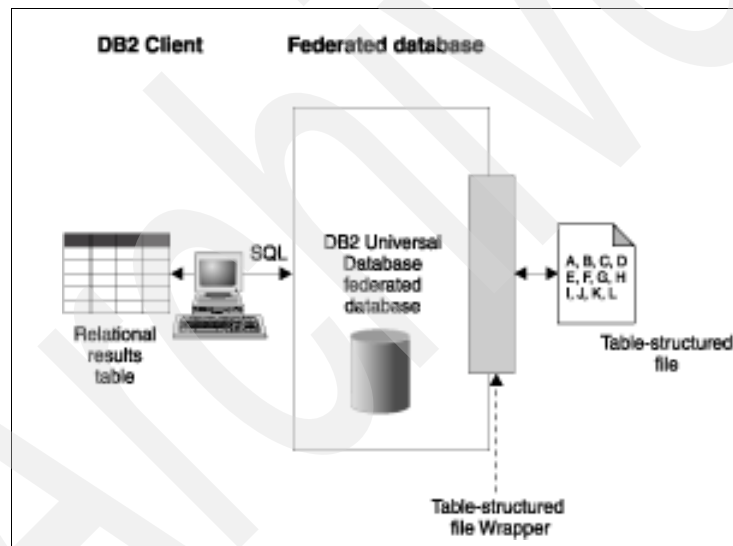 DB2 Client
Federated database
SQL
DB2 Universal
Database
federated
database
A, B, C, D
E, F, G, H
I, J, K, L
Relational
results
table
Table-structured
file
Table-structured
file Wrapper